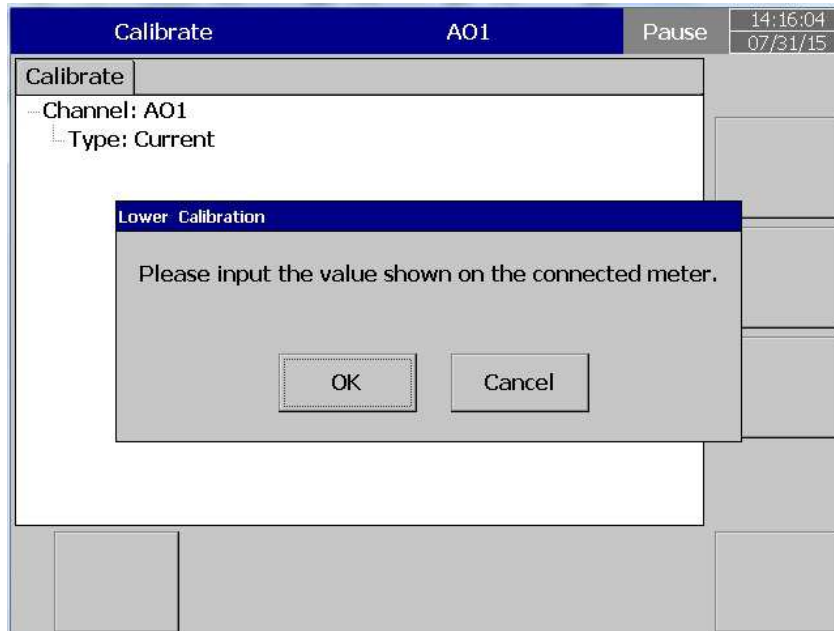 Calibrate AO1 Pause 14:16:04
07/31/15
Calibrate
Channel: AO1
Type: Current
Lower Calibration
Please input the value shown on the connected meter.
OK Cancel